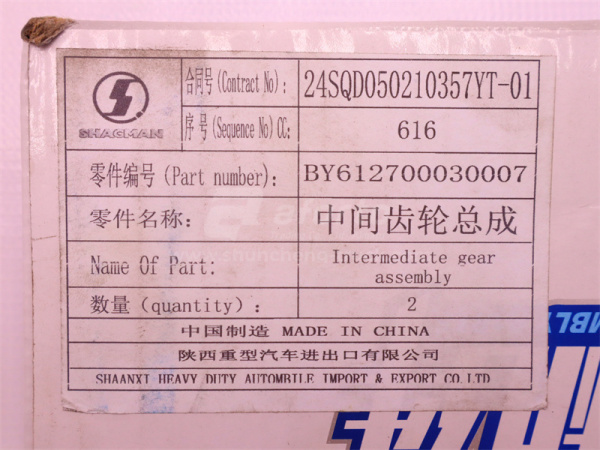 SHACMAN
合同号(Contract No): 24SQD050210357YT-01
序号(Sequence No)CC: 616
零件编号(Part number): BY612700030007
零件名称: 中间齿轮总成
Name Of Part: Intermediate gear assembly
数量(quantity): 2
中国制造 MADE IN CHINA
陕西重型汽车进出口有限公司
SHAANXI HEAVY DUTY AUTOMBILE IMPORT & EXPORT CO. LTD
MBLY